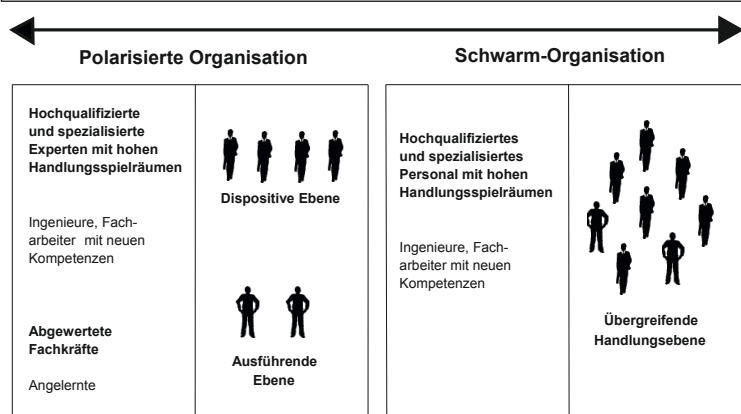 Polarisierte Organisation
Hochqualifizierte
und spezialisierte
Experten mit hohen
Handlungsspielräumen
Ingenieure, Fach-
arbeiter mit neuen
Kompetenzen
Abgewertete
Fachkräfte
Angelernte
Dispositive Ebene
Ausführende
Ebene
Schwarm-Organisation
Hochqualifiziertes
und spezialisiertes
Personal mit hohen
Handlungsspielräumen
Ingenieure, Fach-
arbeiter mit neuen
Kompetenzen
Übergreifende
Handlungsebene